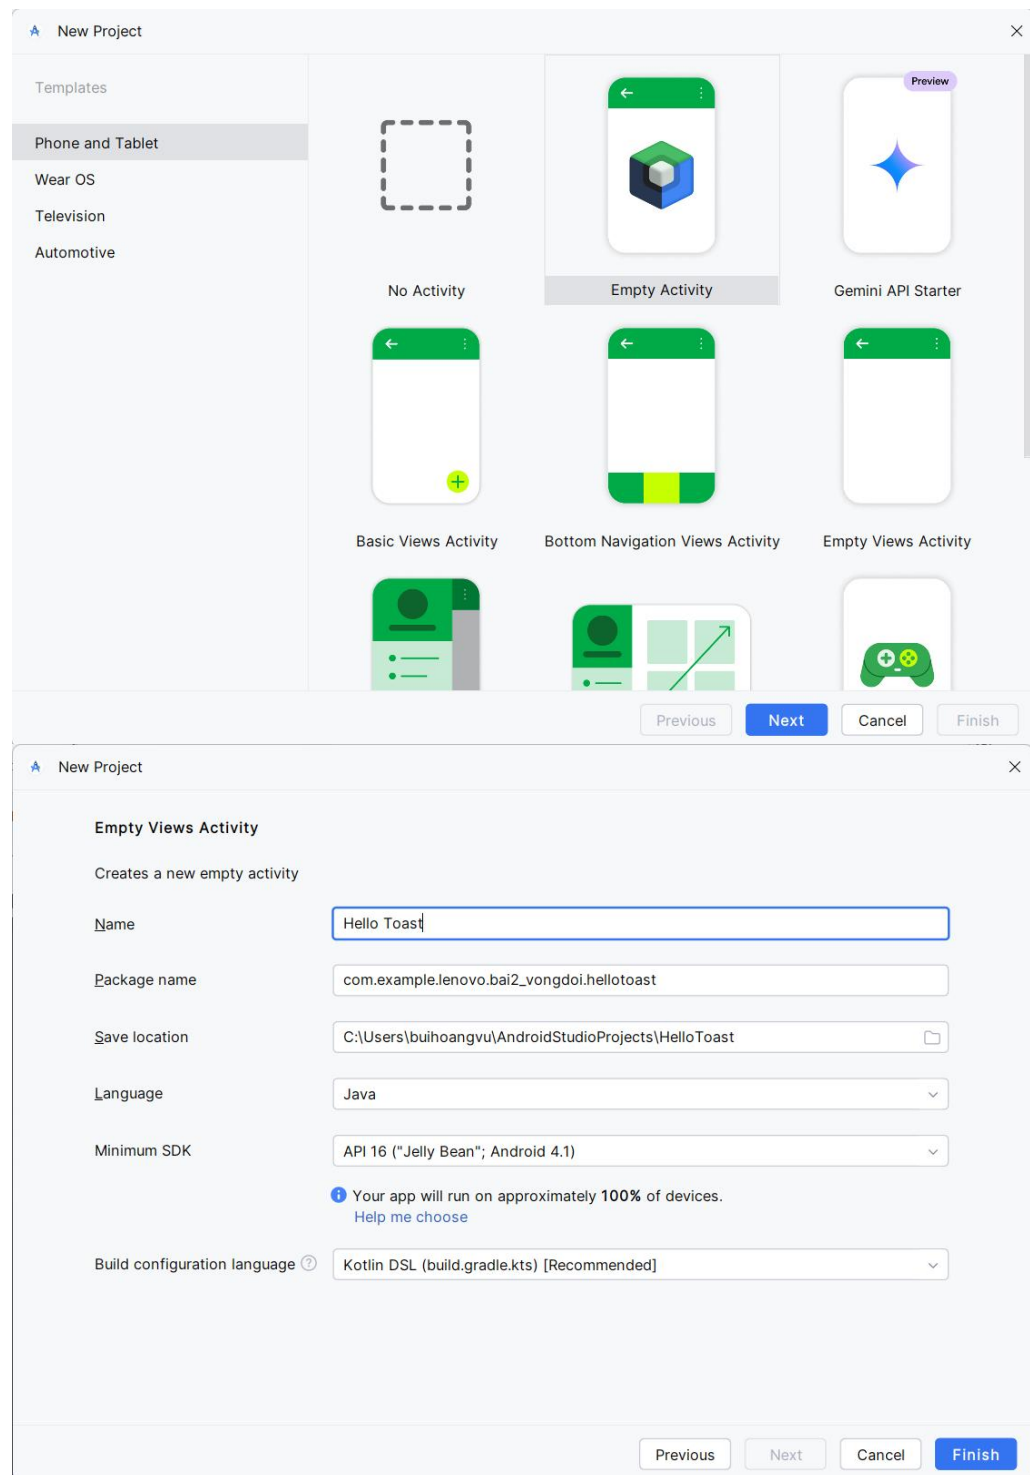 New Project
Templates
Phone and Tablet
Wear OS
Television
Automotive
Preview
No Activity
Empty Activity
Gemini API Starter
Basic Views Activity
Bottom Navigation Views Activity
Empty Views Activity
Previous
Next
Cancel
Finish
New Project
Empty Views Activity
Creates a new empty activity
Name
Hello Toast
Package name
com.example.lenovo.bai2_vongdoi.hellotoast
Save location
C:\Users\buihoangvu\AndroidStudioProjects\HelloToast
Language
Java
Minimum SDK
API 16 ("Jelly Bean"; Android 4.1)
Your app will run on approximately 100% of devices.
Help me choose
Build configuration language
Kotlin DSL (build.gradle.kts) [Recommended]
Previous
Next
Cancel
Finish